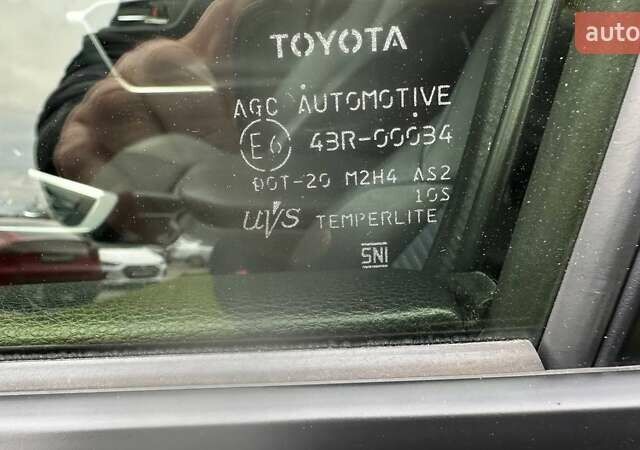 TOYOTA
auto
AGC AUTOMOTIVE
E6 43R-00034
DOT-20 M2H4 AS2
10S
UVS TEMPERLITE
SNI